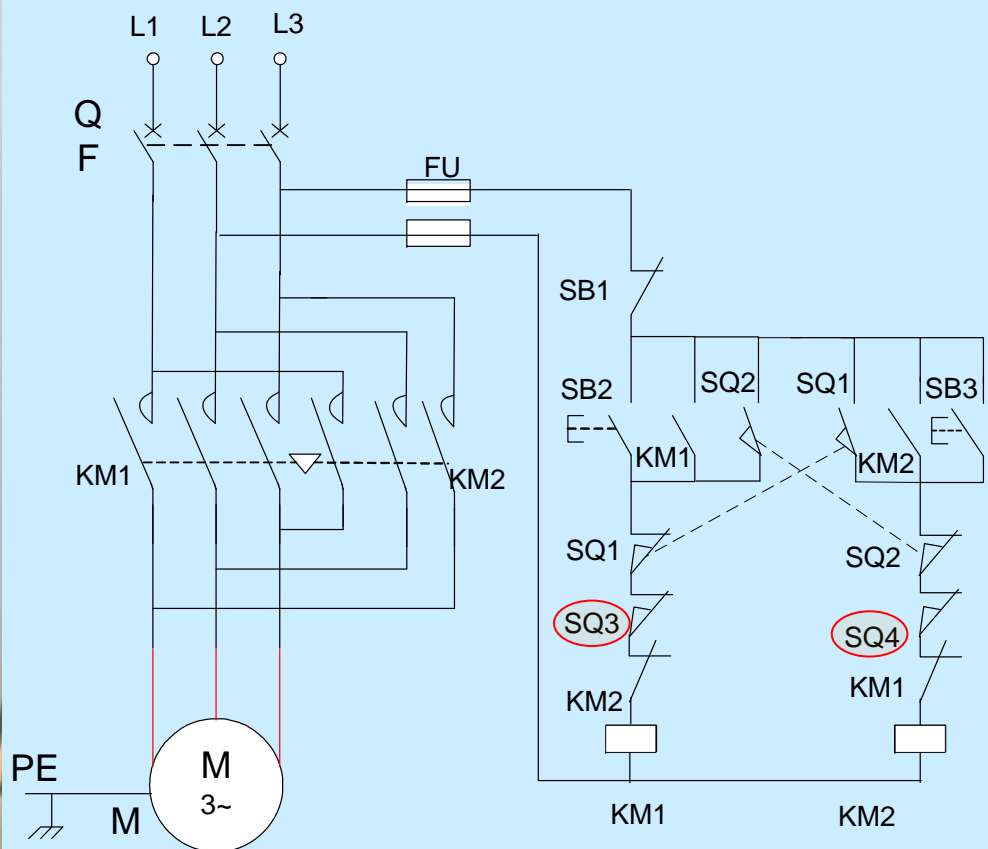 L1 L2 L3
Q
F
FU
SB1
SB2 SQ2 SQ1 SB3
KM1 KM2
KM1 KM2
SQ1 SQ2
SQ3 SQ4
KM2 KM1
PE
M
3~
M
KM1 KM2